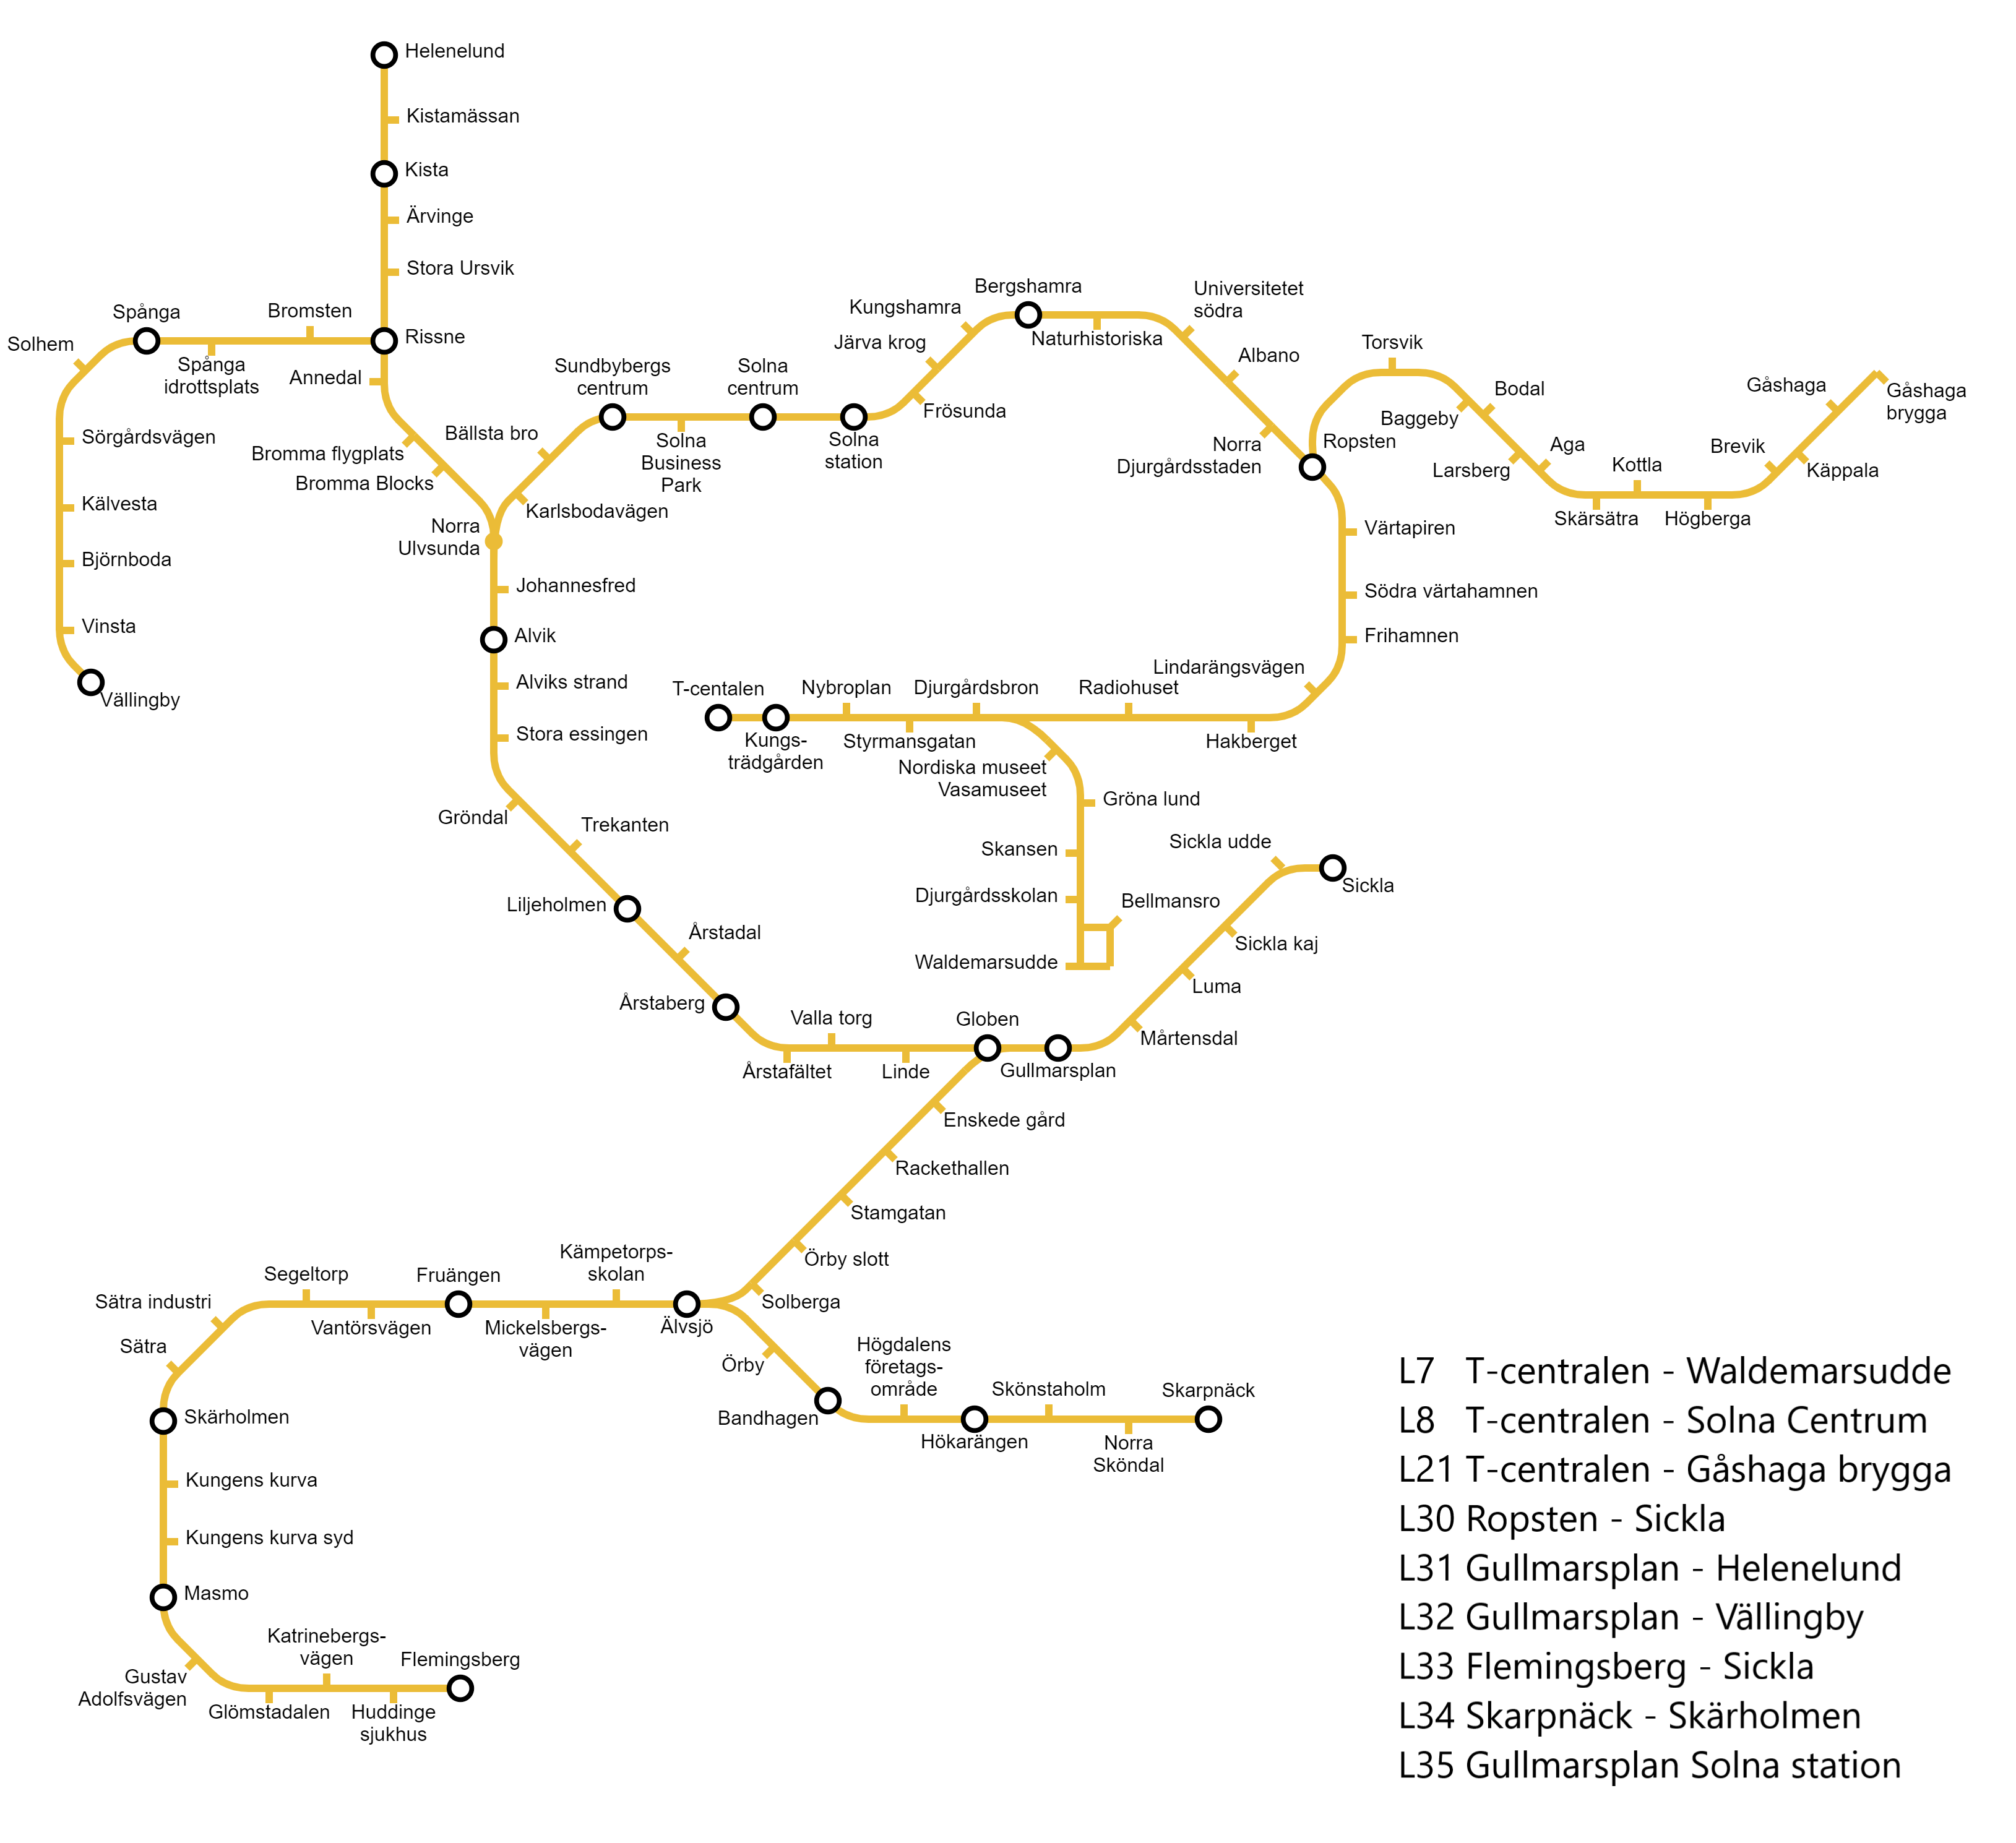 Helenelund
Kistamässan
Kista
Ärvinge
Stora Ursvik
Rissne
Bromsten
Spånga
Spånga
idrottsplats
Solhem
Sörgårdsvägen
Kälvesta
Björnboda
Vinsta
Vällingby
Annedal
Bromma flygplats
Bromma Blocks
Norra
Ulvsunda
Bällsta bro
Karlsbodavägen
Sundbybergs
centrum
Solna
Business
Park
Solna
centrum
Solna
station
Frösunda
Järva krog
Kungshamra
Bergshamra
Naturhistoriska
Universitetet
södra
Albano
Norra
Djurgårdsstaden
Ropsten
Torsvik
Baggeby
Bodal
Larsberg
Aga
Skärsätra
Kottla
Högberga
Brevik
Käppala
Gåshaga
Gåshaga
brygga
Värtapiren
Södra värtahamnen
Frihamnen
Lindarängsvägen
Hakberget
Radiohuset
Djurgårdsbron
Styrmansgatan
Nybroplan
Kungs-
trädgården
T-centalen
Nordiska museet
Vasamuseet
Gröna lund
Skansen
Djurgårdsskolan
Bellmansro
Waldemarsudde
Johannesfred
Alvik
Alviks strand
Stora essingen
Gröndal
Trekanten
Liljeholmen
Årstadal
Årstaberg
Årstafältet
Valla torg
Linde
Globen
Gullmarsplan
Mårtensdal
Luma
Sickla kaj
Sickla udde
Sickla
Enskede gård
Rackethallen
Stamgatan
Örby slott
Solberga
Älvsjö
Kämpetorps-
skolan
Mickelsbergs-
vägen
Fruängen
Vantörsvägen
Segeltorp
Sätra industri
Sätra
Skärholmen
Kungens kurva
Kungens kurva syd
Masmo
Gustav
Adolfsvägen
Glömstadalen
Katrinebergs-
vägen
Huddinge
sjukhus
Flemingsberg
Örby
Bandhagen
Högdalens
företags-
område
Hökarängen
Skönstaholm
Norra
Sköndal
Skarpnäck
L7 T-centralen - Waldemarsudde
L8 T-centralen - Solna Centrum
L21 T-centralen - Gåshaga brygga
L30 Ropsten - Sickla
L31 Gullmarsplan - Helenelund
L32 Gullmarsplan - Vällingby
L33 Flemingsberg - Sickla
L34 Skarpnäck - Skärholmen
L35 Gullmarsplan Solna station